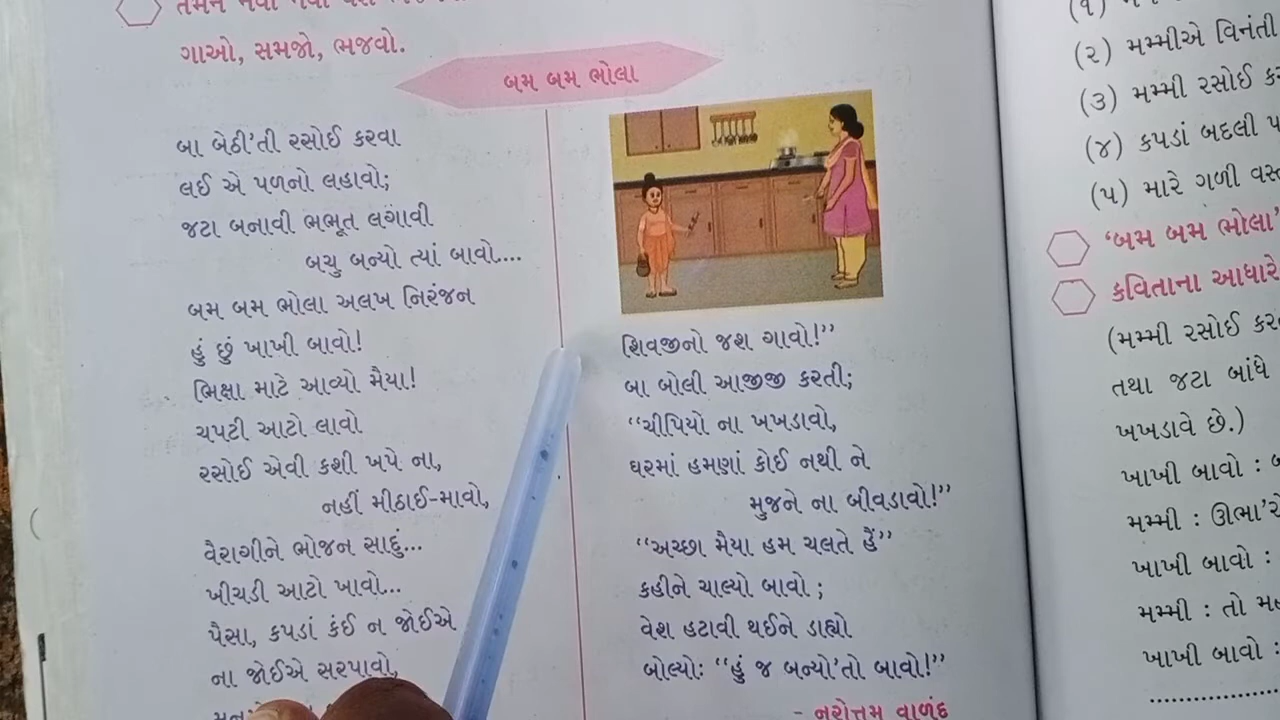 ગાઓ, સમજો, ભજવો.
બમ બમ ભોલા
બા બેઠી'તી રસોઈ કરવા
લઈ એ પળનો લહાવો;
જટા બનાવી ભભૂત લગાવી
બચુ બન્યો ત્યાં બાવો....
બમ બમ ભોલા અલખ નિરંજન
હું છું ખાખી બાવો!
ભિક્ષા માટે આવ્યો મૈયા!
ચપટી આટો લાવો
રસોઈ એવી કશી ખપે ના,
નહીં મીઠાઈ-માવો,
વૈરાગીને ભોજન સાદું...
ખીચડી આટો ખાવો...
પૈસા, કપડાં કંઈ ન જોઈએ
ના જોઈએ સરપાવો,
શિવજીનો જશ ગાવો!”
બા બોલી આજીજી કરતી;
“ચીપિયો ના ખખડાવો,
ઘરમાં હમણાં કોઈ નથી ને
મુજને ના બીવડાવો!”
“અચ્છા મૈયા હમ ચલતે હૈં”
કહીને ચાલ્યો બાવો ;
વેશ હટાવી થઈને ડાહ્યો
બોલ્યોઃ “હું જ બન્યો'તો બાવો!”
- નરોત્તમ વાળંદ
(૧)
(૨) મમ્મીએ વિનંતી
(૩) મમ્મી રસોઈ
(૪) કપડાં બદલી
(૫) મારે ગળી
‘બમ બમ ભોલા’
કવિતાના આધારે
(મમ્મી રસોઈ
તથા જટા બાંધે
ખખડાવે છે.)
ખાખી બાવો :
મમ્મી : ઊભા'રો
ખાખી બાવો :
મમ્મી : તો
ખાખી બાવો :